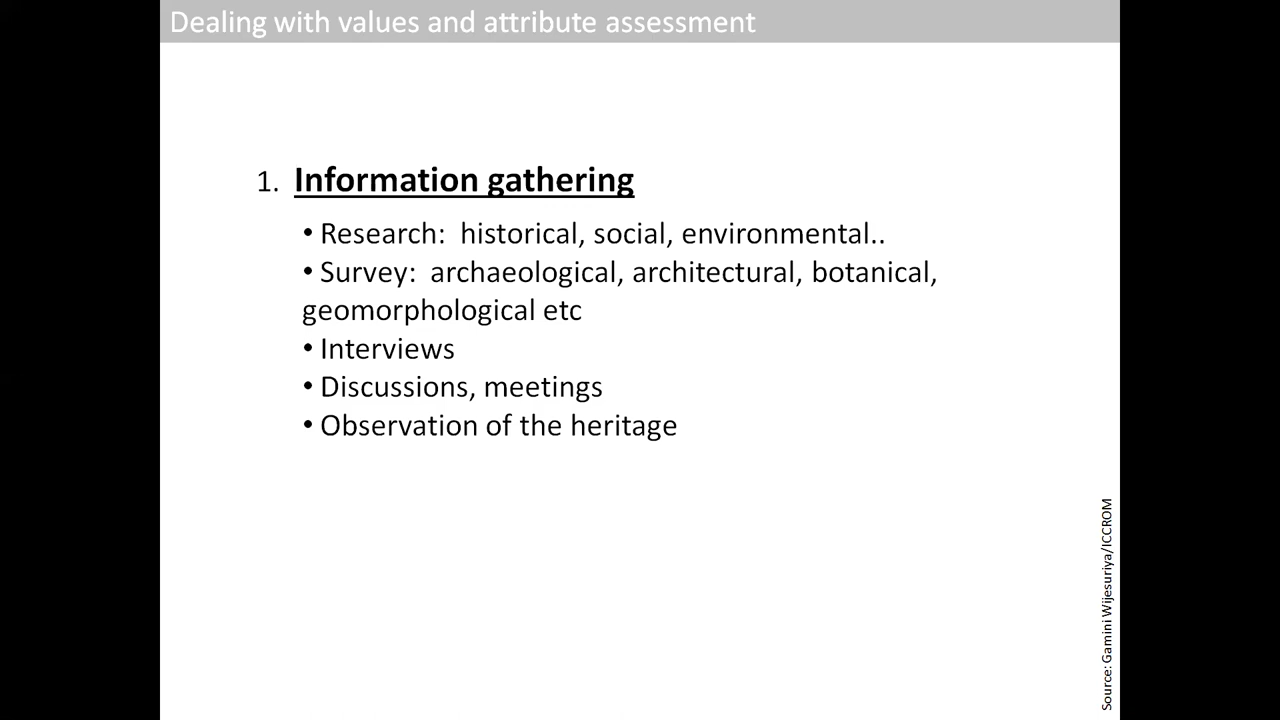 Dealing with values and attribute assessment
1. Information gathering
• Research:  historical, social, environmental..
• Survey:  archaeological, architectural, botanical,
geomorphological etc
• Interviews
• Discussions, meetings
• Observation of the heritage
Source: Gamini Wijesuriya/ICCROM